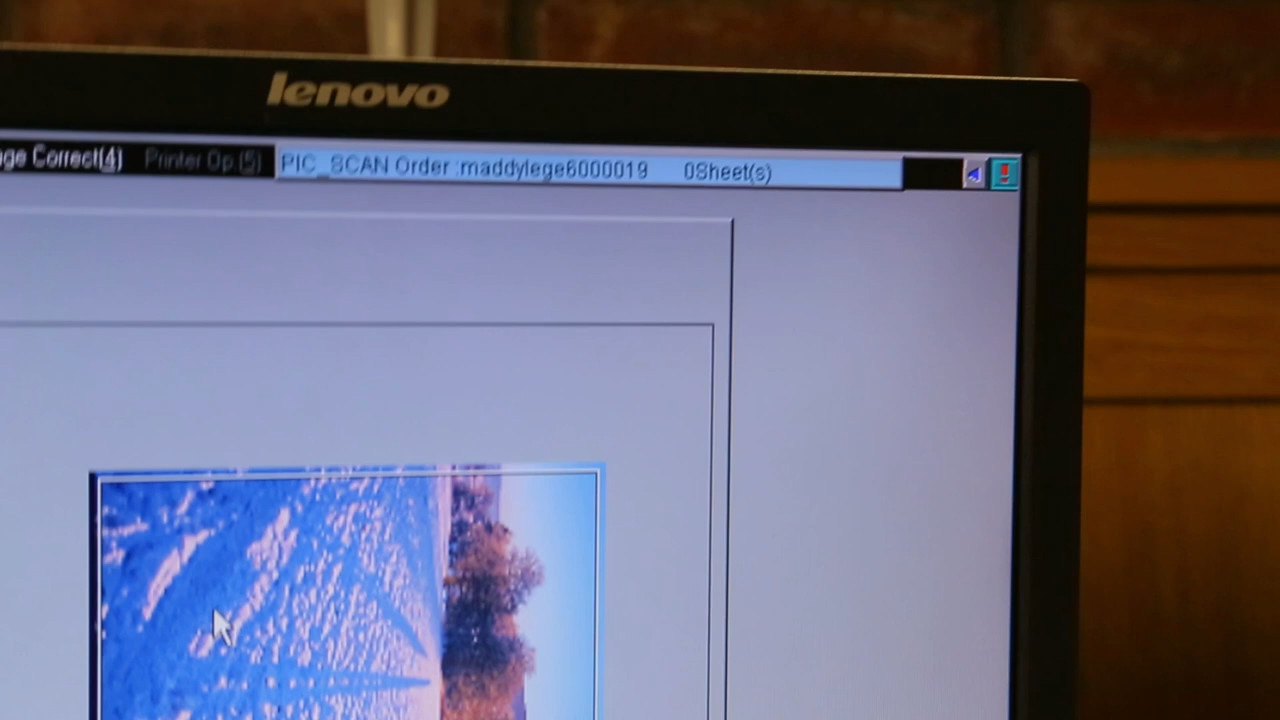 lenovo
ge Correct(4) Printer Op.(5) PIC_SCAN Order :maddylege6000019 0Sheet(s)